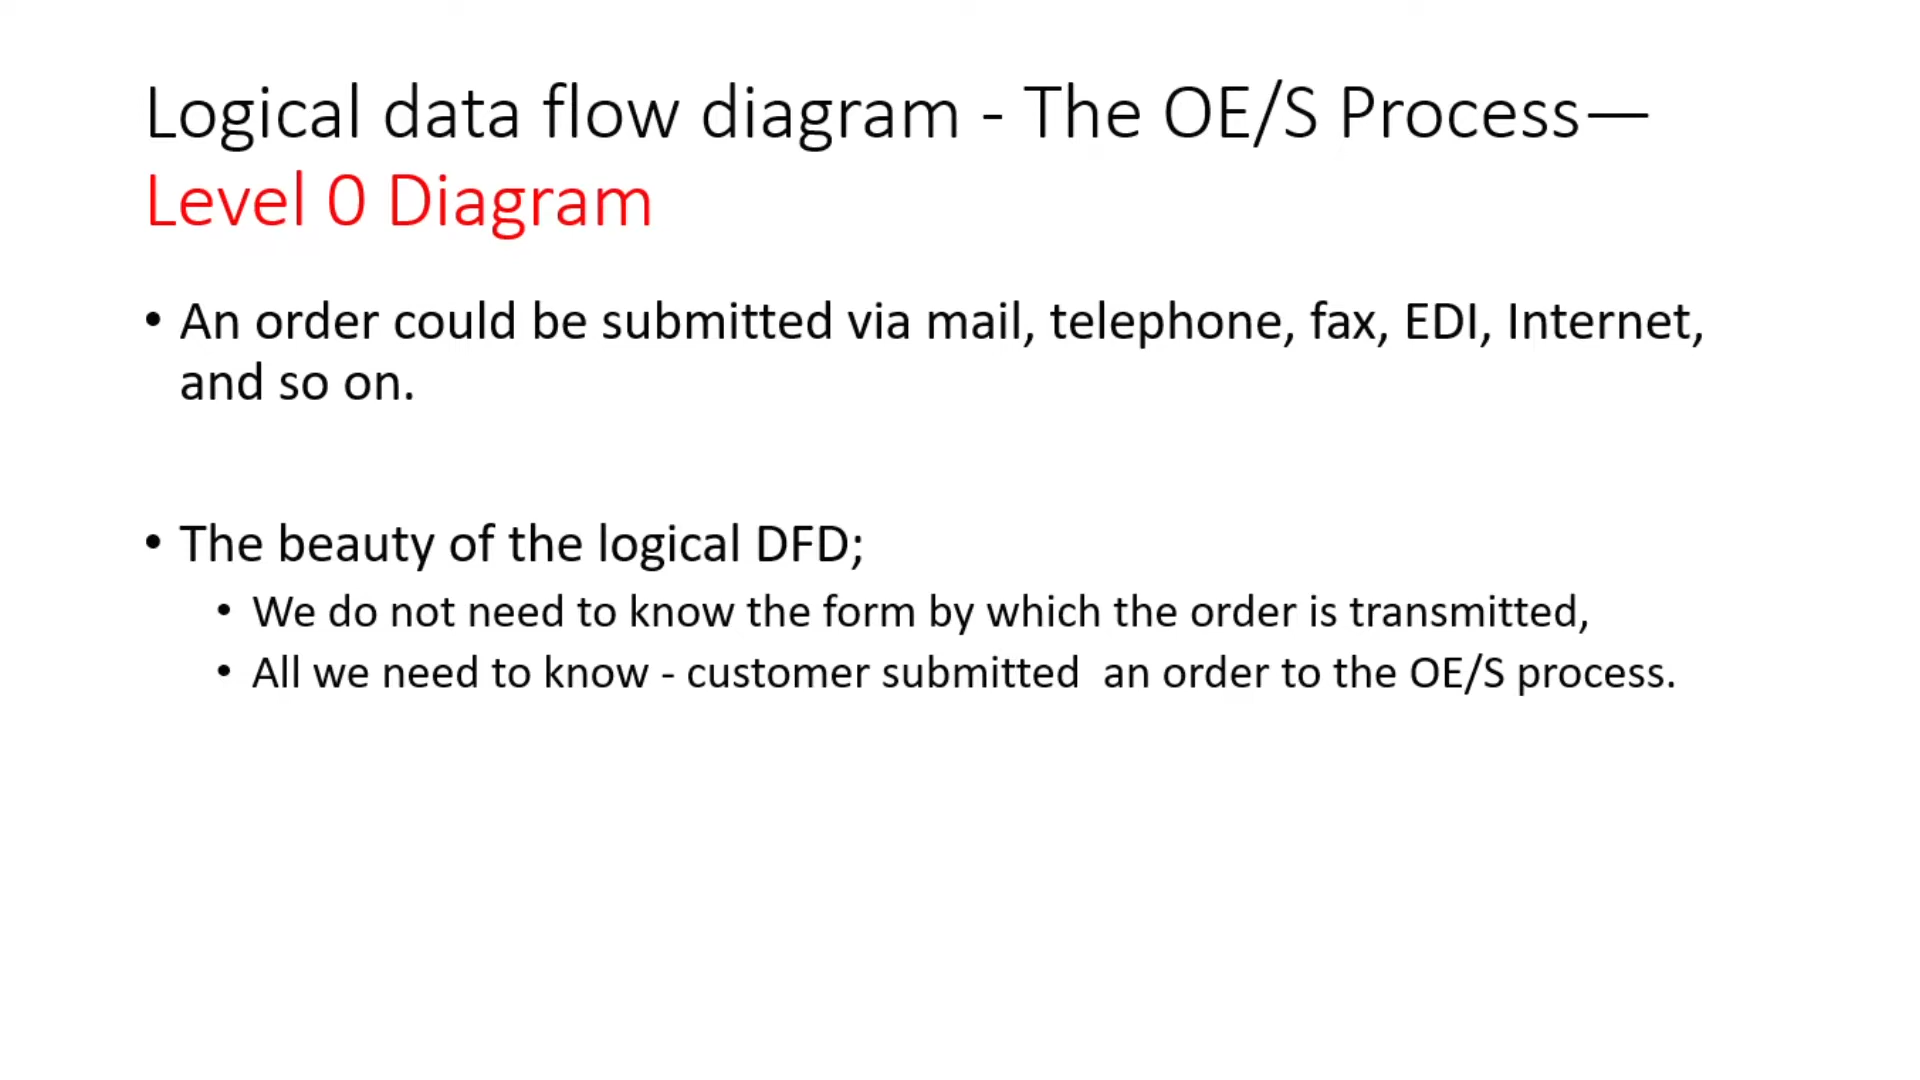 Logical data flow diagram - The OE/S Process—
Level 0 Diagram
• An order could be submitted via mail, telephone, fax, EDI, Internet,
and so on.
• The beauty of the logical DFD;
• We do not need to know the form by which the order is transmitted,
• All we need to know - customer submitted  an order to the OE/S process.